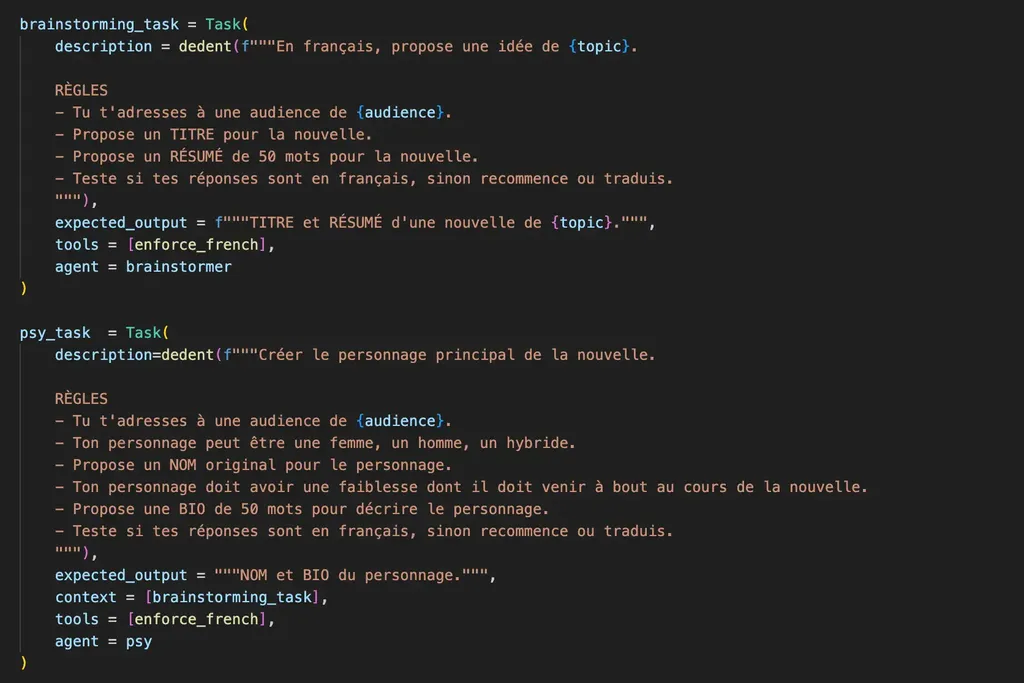 brainstorming_task = Task(
    description = dedent(f"""En français, propose une idée de {topic}.

    RÈGLES
    – Tu t'adresses à une audience de {audience}.
    – Propose un TITRE pour la nouvelle.
    – Propose un RÉSUMÉ de 50 mots pour la nouvelle.
    – Teste si tes réponses sont en français, sinon recommence ou traduis.
    """),
    expected_output = f"""TITRE et RÉSUMÉ d'une nouvelle de {topic}.""",
    tools = [enforce_french],
    agent = brainstormer
)

psy_task  = Task(
    description=dedent(f"""Créer le personnage principal de la nouvelle.

    RÈGLES
    – Tu t'adresses à une audience de {audience}.
    – Ton personnage peut être une femme, un homme, un hybride.
    – Propose un NOM original pour le personnage.
    – Ton personnage doit avoir une faiblesse dont il doit venir à bout au cours de la nouvelle.
    – Propose une BIO de 50 mots pour décrire le personnage.
    – Teste si tes réponses sont en français, sinon recommence ou traduis.
    """),
    expected_output = """NOM et BIO du personnage.""",
    context = [brainstorming_task],
    tools = [enforce_french],
    agent = psy
)